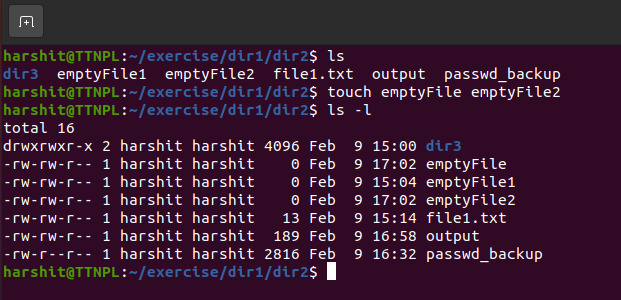 harshit@TTNPL:~/exercise/dir1/dir2$ ls
dir3  emptyFile1  emptyFile2  file1.txt  output  passwd_backup
harshit@TTNPL:~/exercise/dir1/dir2$ touch emptyFile emptyFile2
harshit@TTNPL:~/exercise/dir1/dir2$ ls -l
total 16
drwxrwxr-x 2 harshit harshit 4096 Feb  9 15:00 dir3
-rw-rw-r-- 1 harshit harshit    0 Feb  9 17:02 emptyFile
-rw-rw-r-- 1 harshit harshit    0 Feb  9 15:04 emptyFile1
-rw-rw-r-- 1 harshit harshit    0 Feb  9 17:02 emptyFile2
-rw-rw-r-- 1 harshit harshit   13 Feb  9 15:14 file1.txt
-rw-rw-r-- 1 harshit harshit  189 Feb  9 16:58 output
-rw-r--r-- 1 harshit harshit 2816 Feb  9 16:32 passwd_backup
harshit@TTNPL:~/exercise/dir1/dir2$